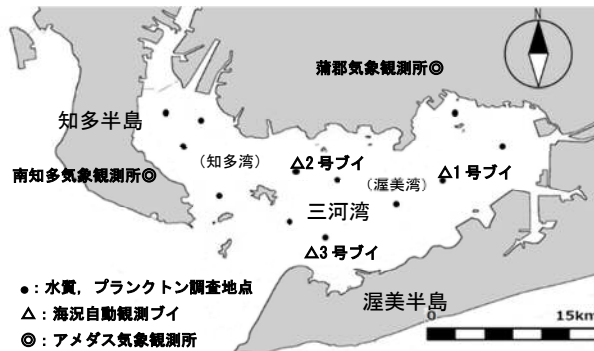 N
蒲郡気象観測所◎
知多半島
(知多湾)
△2号ブイ
南知多気象観測所◎
(渥美湾)
△1号ブイ
三河湾
△3号ブイ
●:水質,プランクトン調査地点
△:海況自動観測ブイ
◎:アメダス気象観測所
渥美半島
0 15km